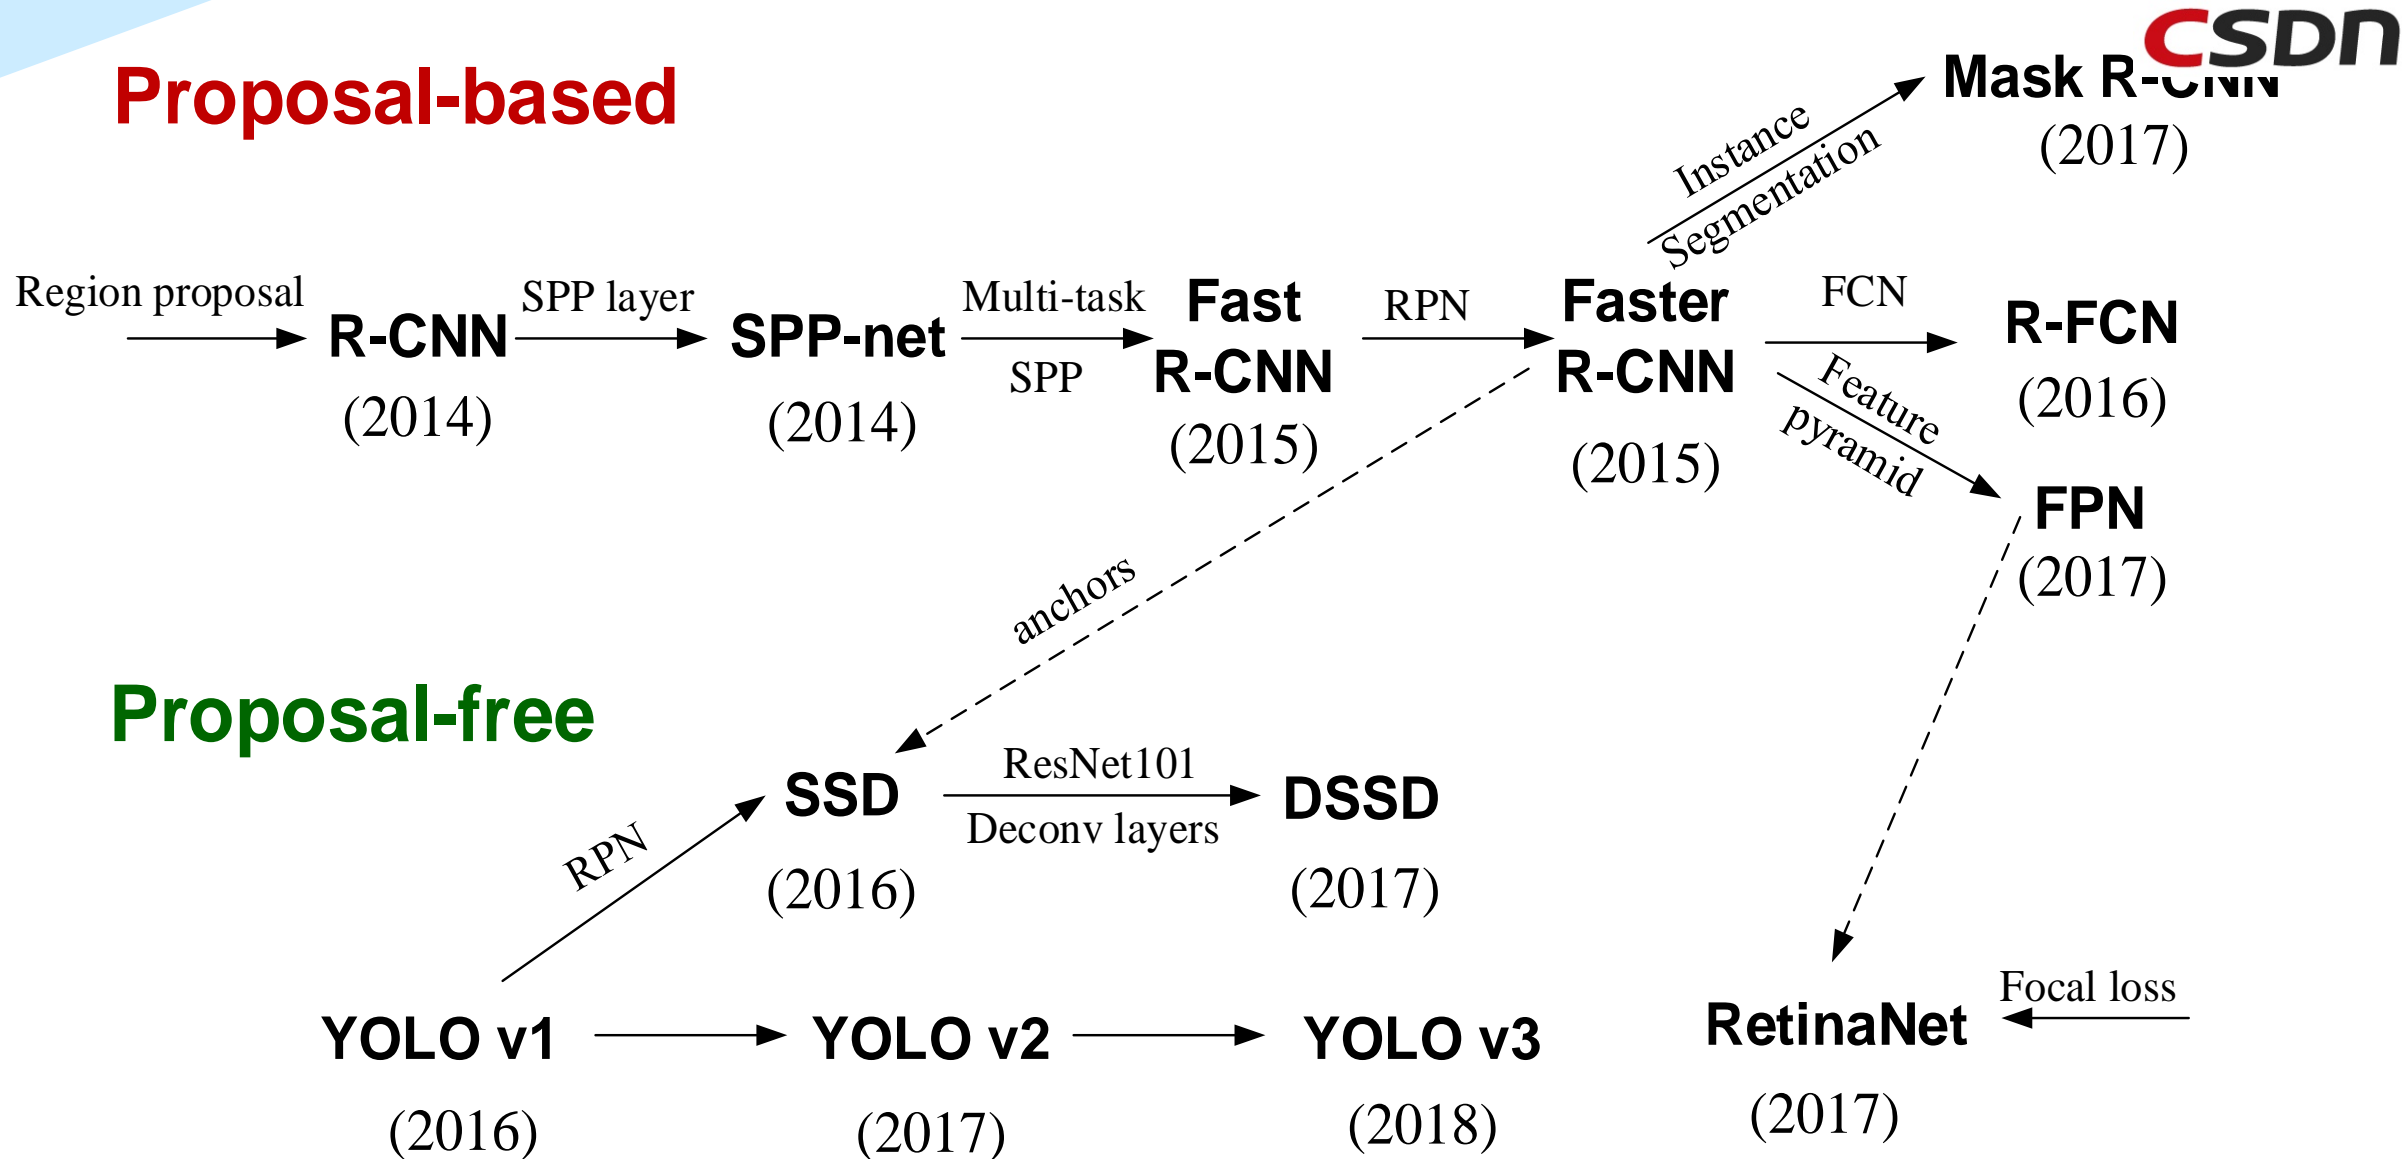 CSDN
Proposal-based
Mask R-CNN
(2017)
Instance
Segmentation
Region proposal
R-CNN
(2014)
SPP layer
SPP-net
(2014)
Multi-task
SPP
Fast
R-CNN
(2015)
RPN
Faster
R-CNN
(2015)
FCN
R-FCN
(2016)
Feature
pyramid
FPN
(2017)
anchors
Proposal-free
RPN
SSD
(2016)
ResNet101
Deconv layers
DSSD
(2017)
YOLO v1
(2016)
YOLO v2
(2017)
YOLO v3
(2018)
RetinaNet
(2017)
Focal loss